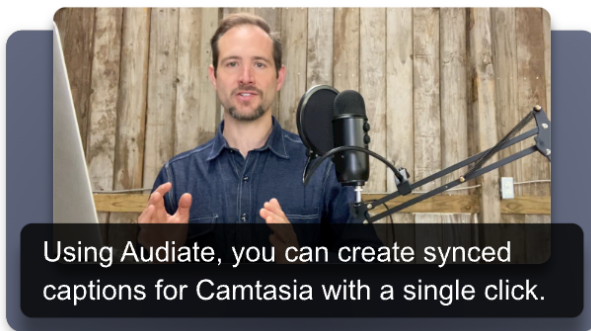 Using Audiate, you can create synced
captions for Camtasia with a single click.